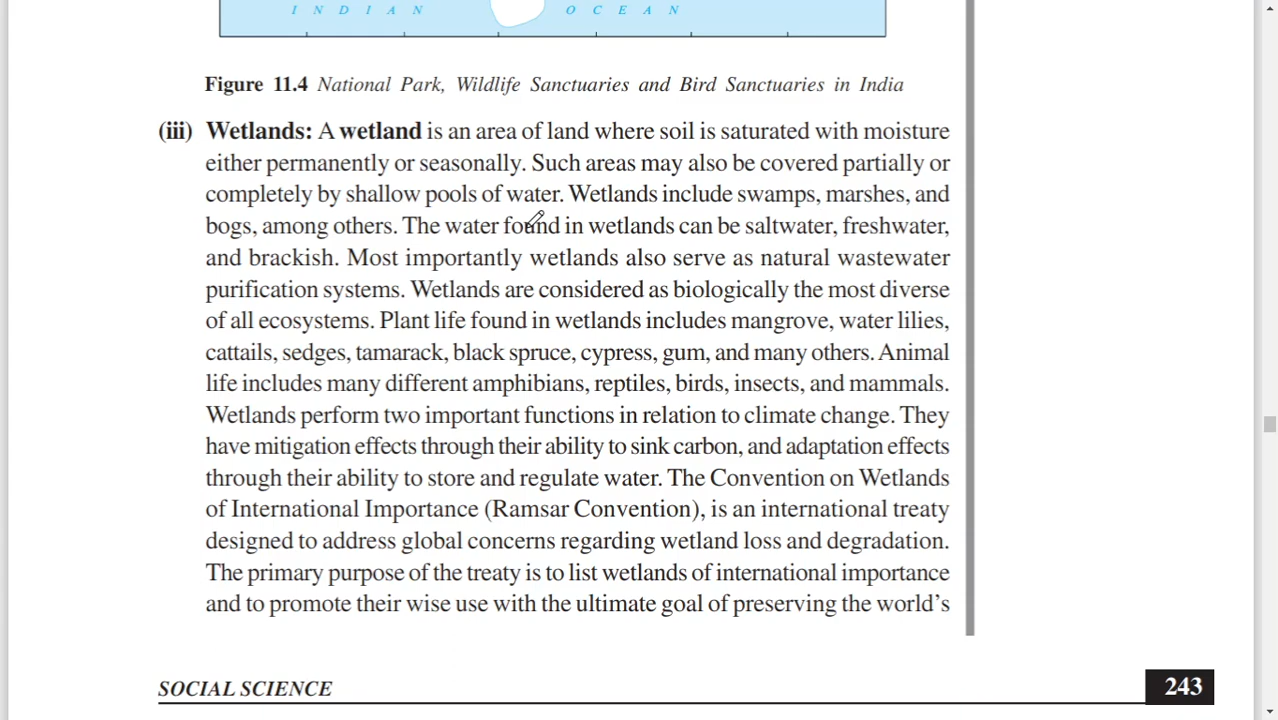 INDIAN OCEAN
Figure 11.4 National Park, Wildlife Sanctuaries and Bird Sanctuaries in India
(iii) Wetlands: A wetland is an area of land where soil is saturated with moisture
either permanently or seasonally. Such areas may also be covered partially or
completely by shallow pools of water. Wetlands include swamps, marshes, and
bogs, among others. The water found in wetlands can be saltwater, freshwater,
and brackish. Most importantly wetlands also serve as natural wastewater
purification systems. Wetlands are considered as biologically the most diverse
of all ecosystems. Plant life found in wetlands includes mangrove, water lilies,
cattails, sedges, tamarack, black spruce, cypress, gum, and many others. Animal
life includes many different amphibians, reptiles, birds, insects, and mammals.
Wetlands perform two important functions in relation to climate change. They
have mitigation effects through their ability to sink carbon, and adaptation effects
through their ability to store and regulate water. The Convention on Wetlands
of International Importance (Ramsar Convention), is an international treaty
designed to address global concerns regarding wetland loss and degradation.
The primary purpose of the treaty is to list wetlands of international importance
and to promote their wise use with the ultimate goal of preserving the world's
SOCIAL SCIENCE 243